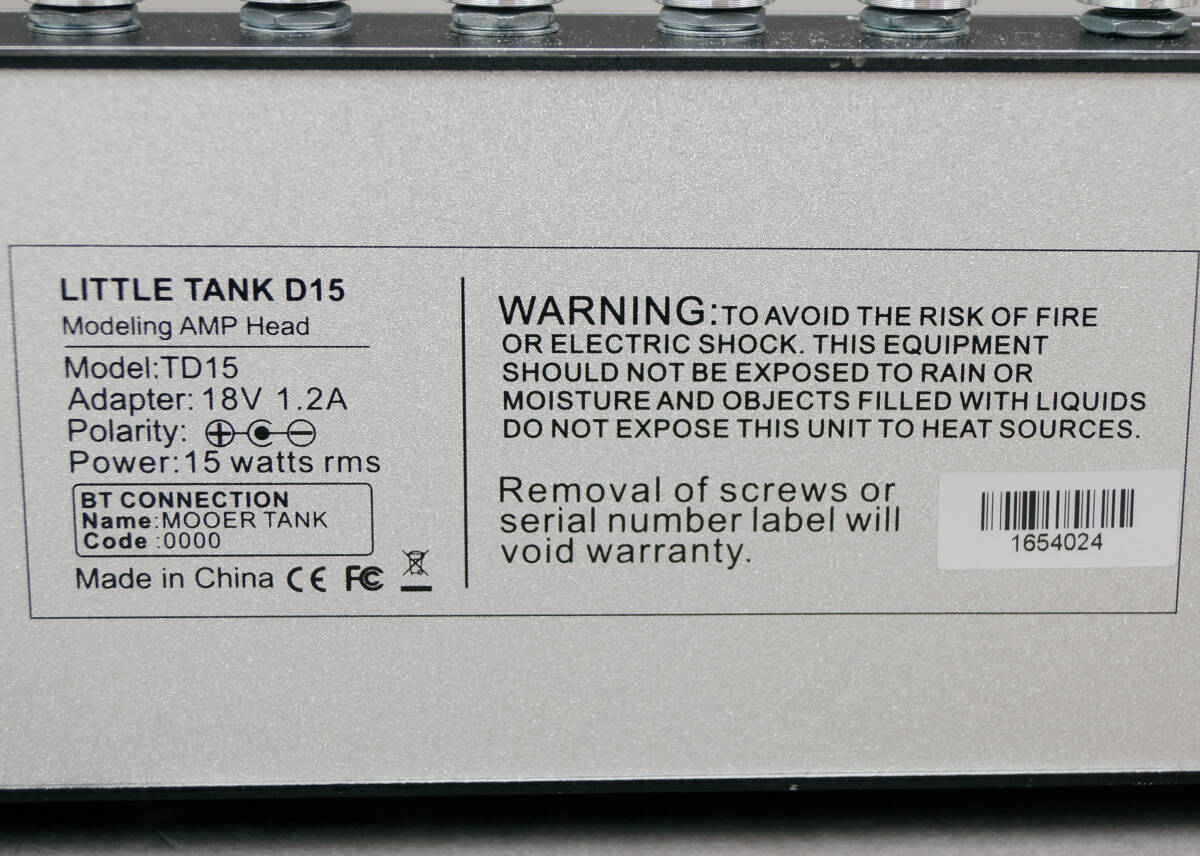 LITTLE TANK D15
Modeling AMP Head
Model:TD15
Adapter: 18V 1.2A
Polarity:
Power:15 watts rms
BT CONNECTION
Name:MOOER TANK
Code :0000
Made in China CE FC
WARNING:TO AVOID THE RISK OF FIRE
OR ELECTRIC SHOCK. THIS EQUIPMENT
SHOULD NOT BE EXPOSED TO RAIN OR
MOISTURE AND OBJECTS FILLED WITH LIQUIDS
DO NOT EXPOSE THIS UNIT TO HEAT SOURCES.
Removal of screws or
serial number label will
void warranty.
1654024